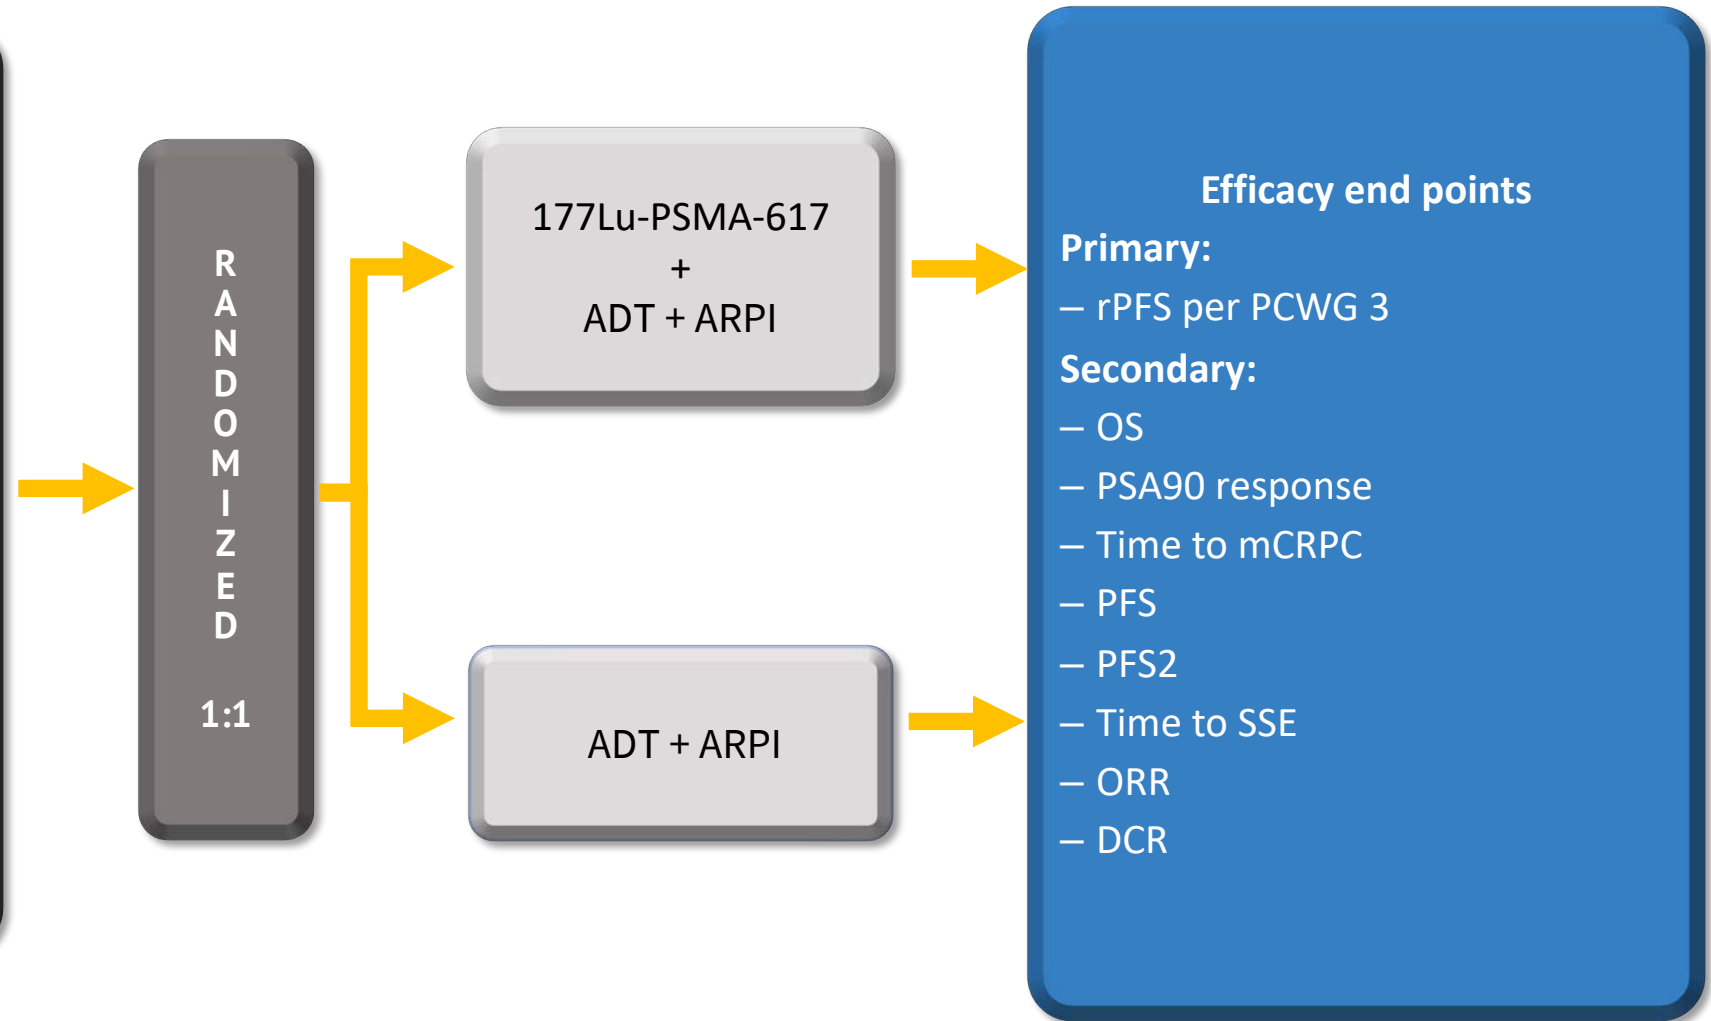 RANDOMIZED
1:1
177Lu-PSMA-617
+
ADT + ARPI
ADT + ARPI
Efficacy end points
Primary:
– rPFS per PCWG 3
Secondary:
– OS
– PSA90 response
– Time to mCRPC
– PFS
– PFS2
– Time to SSE
– ORR
– DCR